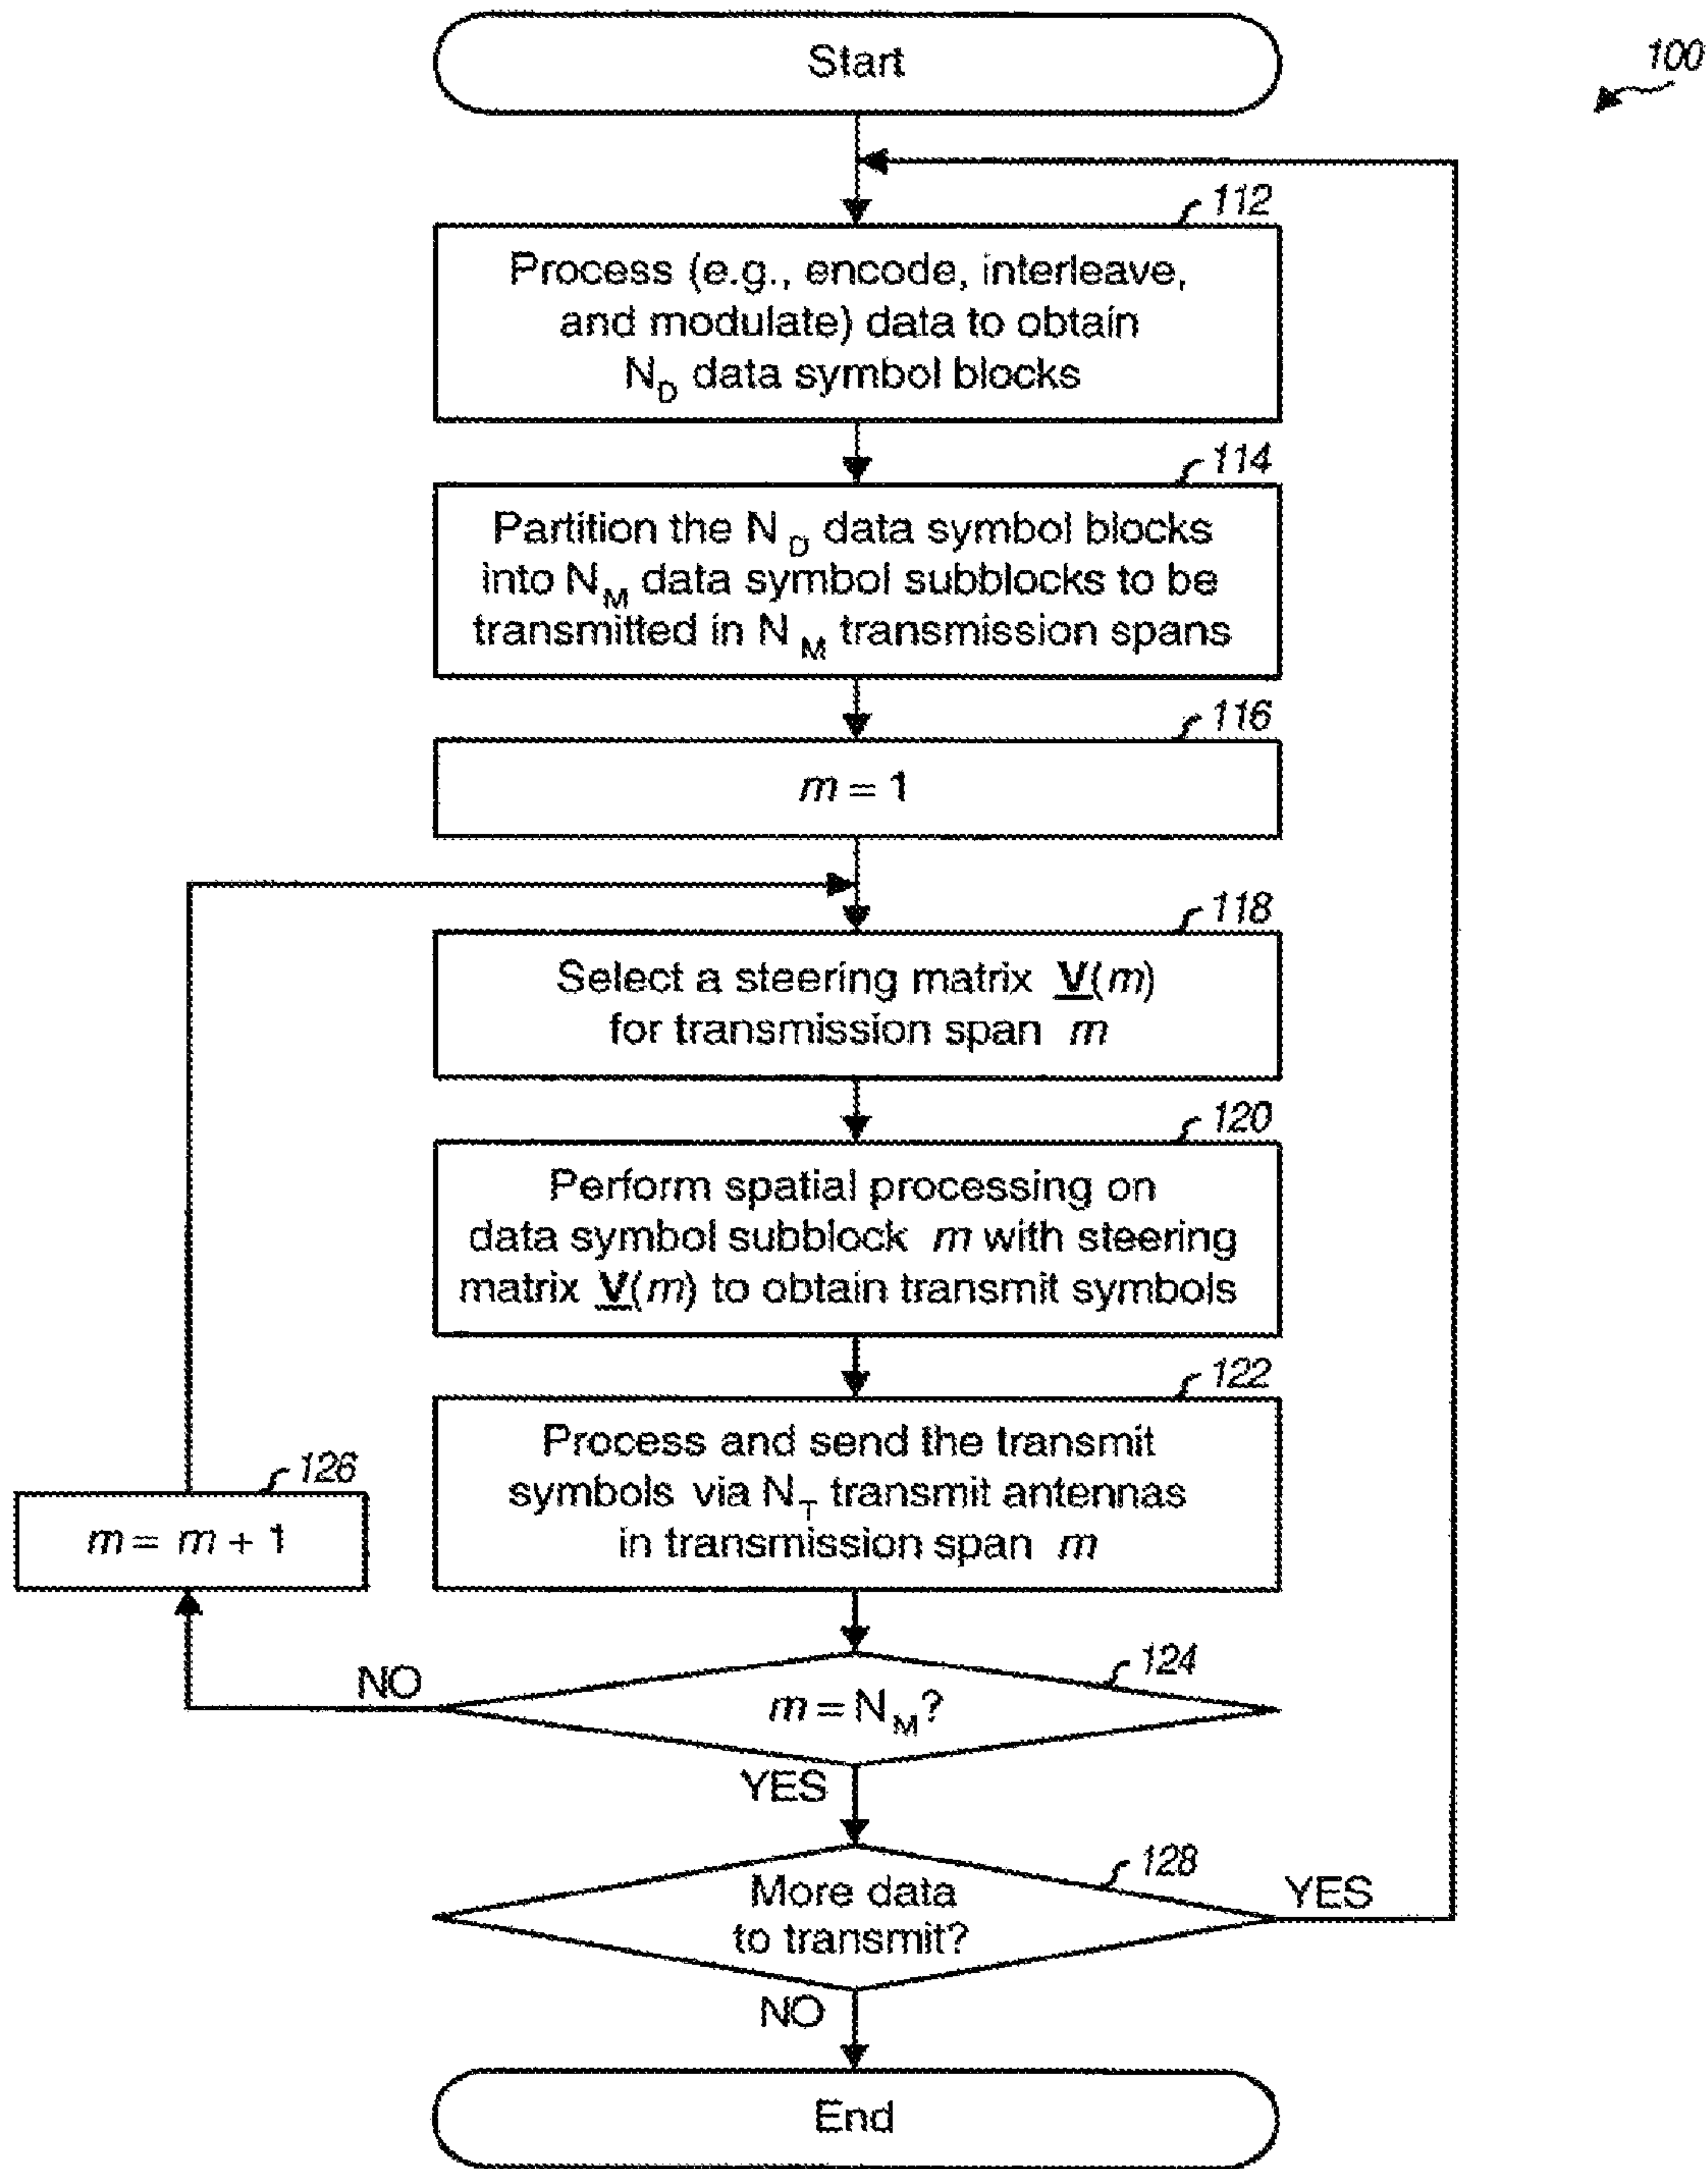 Start
100
112
Process (e.g., encode, interleave,
and modulate) data to obtain
N_D data symbol blocks
114
Partition the N_D data symbol blocks
into N_M data symbol subblocks to be
transmitted in N_M transmission spans
116
m = 1
118
Select a steering matrix V(m)
for transmission span m
120
Perform spatial processing on
data symbol subblock m with steering
matrix V(m) to obtain transmit symbols
122
Process and send the transmit
symbols via N_T transmit antennas
in transmission span m
126
m = m + 1
124
NO
m = N_M?
YES
128
More data
to transmit?
YES
NO
End